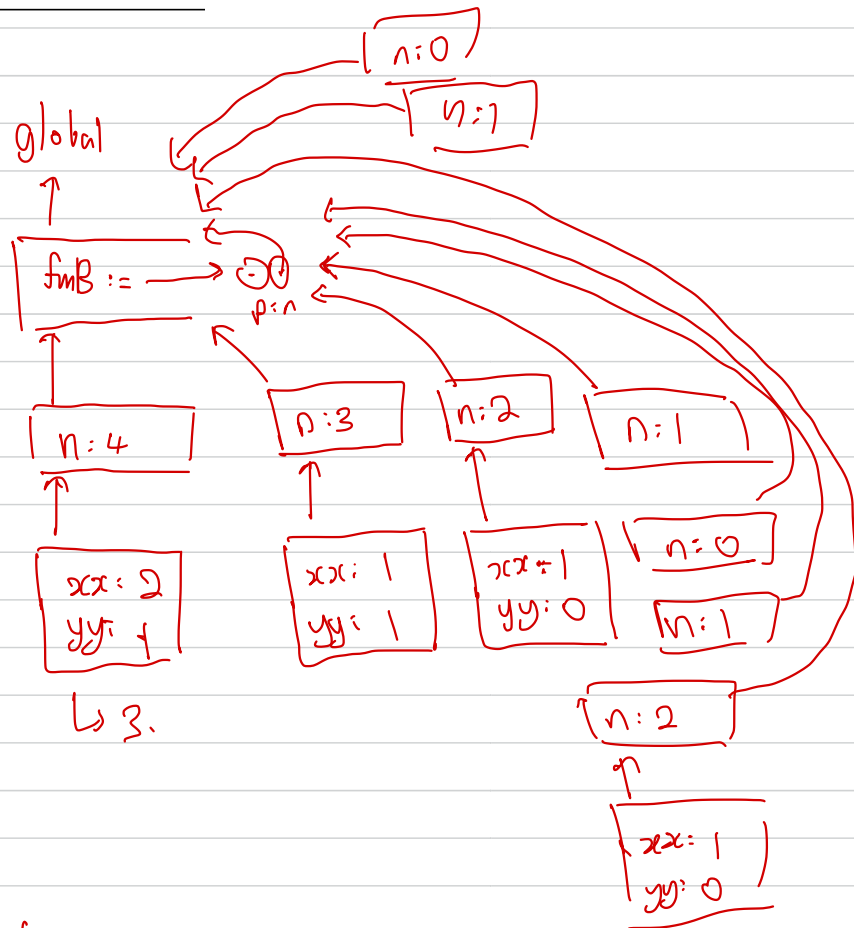 n:0
n:1
global
fmB :=
p:n
n:4
n:3
n:2
n:1
xx: 2
yy: 1
xx: 1
yy: 1
xx: 1
yy: 0
n:0
n:1
↳ 3.
n:2
xx: 1
yy: 0